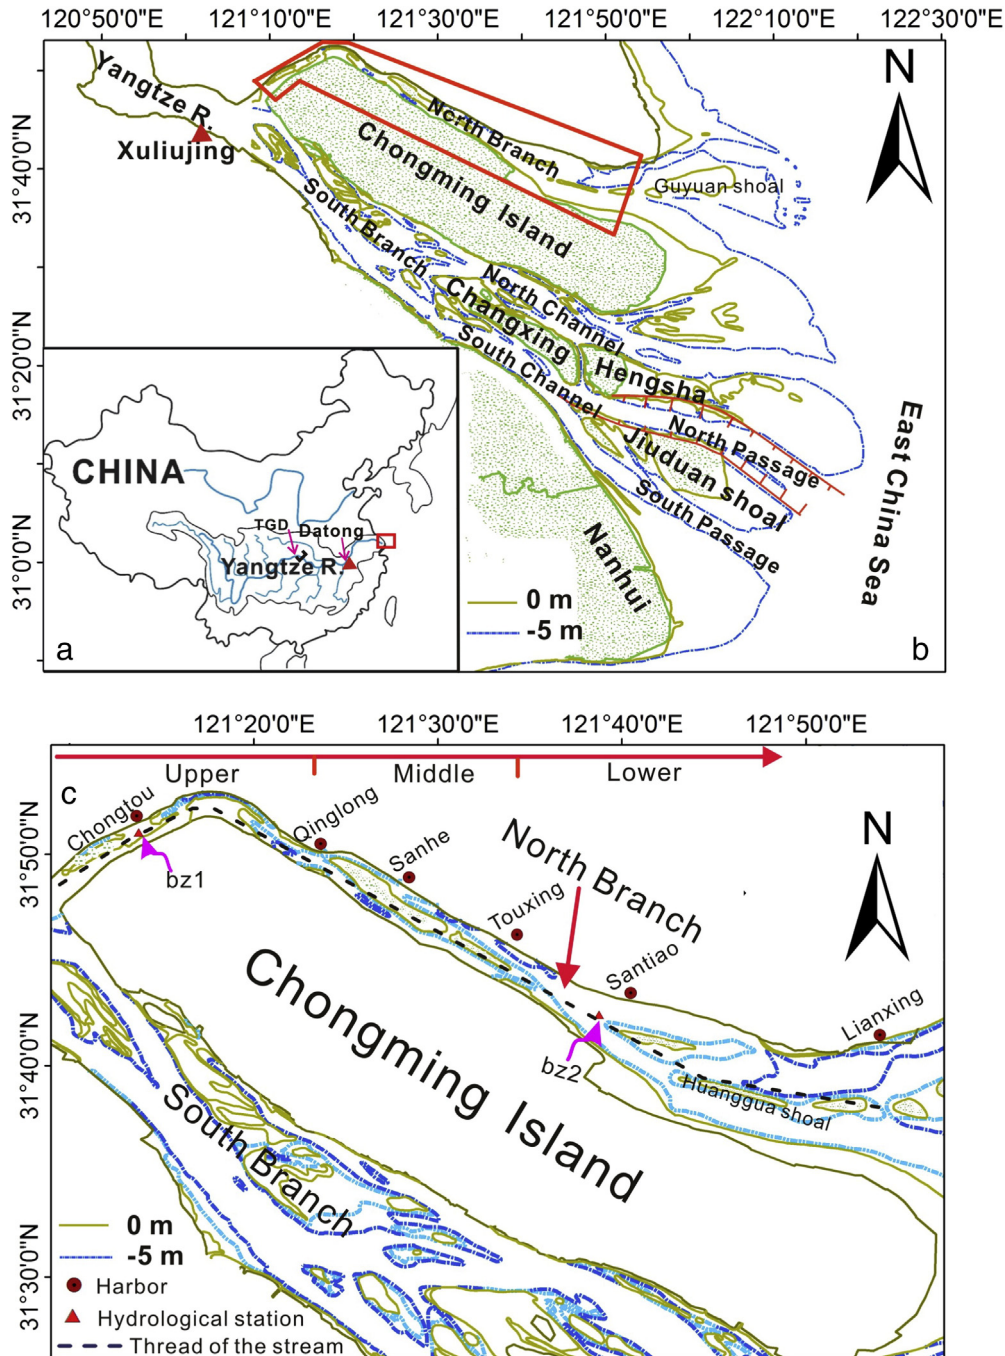 120°50'0"E 121°10'0"E 121°30'0"E 121°50'0"E 122°10'0"E 122°30'0"E
N
Yangtze R.
Xuliujing
31°40'0"N
North Branch
Guyuan shoal
Chongming Island
South Branch
North Channel
Changxing
31°20'0"N
South Channel
Hengsha
North Passage
Jiuduan shoal
South Passage
East China Sea
CHINA
TGD
Datong
Yangtze R.
31°0'0"N
Nanhui
0 m
-5 m
a
b
121°20'0"E 121°30'0"E 121°40'0"E 121°50'0"E
Upper
Middle
Lower
c
Chongtou
Qinglong
Sanhe
North Branch
N
31°50'0"N
bz1
Touxing
Santiao
Lianxing
Chongming Island
bz2
31°40'0"N
Huanggua shoal
South Branch
0 m
-5 m
31°30'0"N
Harbor
Hydrological station
Thread of the stream